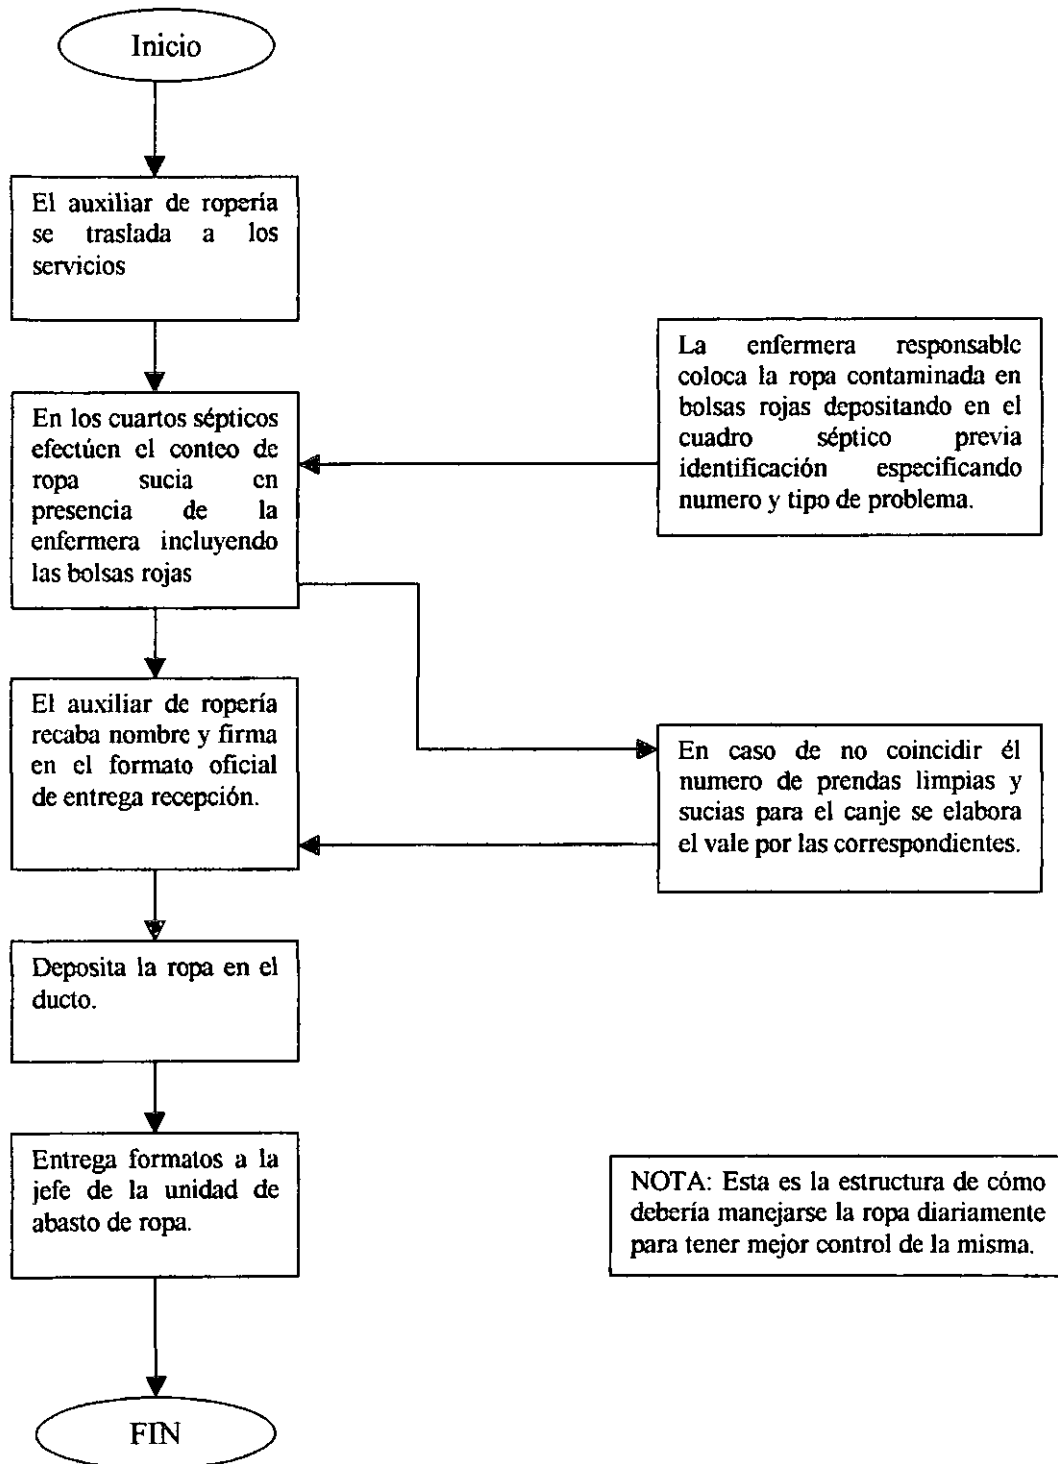 Inicio
El auxiliar de ropería
se traslada a los
servicios
La enfermera responsable
coloca la ropa contaminada en
bolsas rojas depositando en el
cuadro séptico previa
identificación especificando
numero y tipo de problema.
En los cuartos sépticos
efectúen el conteo de
ropa sucia en
presencia de la
enfermera incluyendo
las bolsas rojas
El auxiliar de ropería
recaba nombre y firma
en el formato oficial
de entrega recepción.
En caso de no coincidir él
numero de prendas limpias y
sucias para el canje se elabora
el vale por las correspondientes.
Deposita la ropa en el
ducto.
Entrega formatos a la
jefe de la unidad de
abasto de ropa.
NOTA: Esta es la estructura de cómo
debería manejarse la ropa diariamente
para tener mejor control de la misma.
FIN